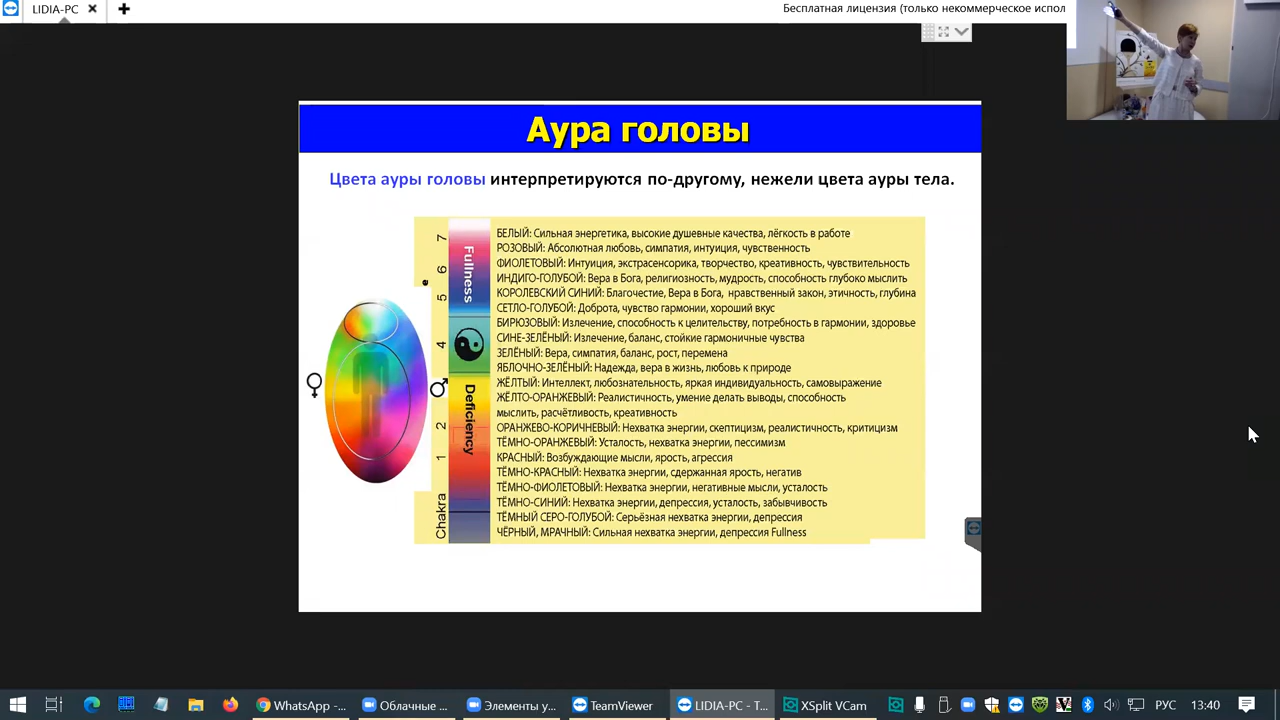 LIDIA-PC
Бесплатная лицензия (только некоммерческое испол
Аура головы
Цвета ауры головы интерпретируются по-другому, нежели цвета ауры тела.
7
6
5
4
2
1
Chakra
Fullness
Deficiency
БЕЛЫЙ: Сильная энергетика, высокие душевные качества, лёгкость в работе
РОЗОВЫЙ: Абсолютная любовь, симпатия, интуиция, чувственность
ФИОЛЕТОВЫЙ: Интуиция, экстрасенсорика, творчество, креативность, чувствительность
ИНДИГО-ГОЛУБОЙ: Вера в Бога, религиозность, мудрость, способность глубоко мыслить
КОРОЛЕВСКИЙ СИНИЙ: Благочестие, Вера в Бога, нравственный закон, этичность, глубина
СЕТЛО-ГОЛУБОЙ: Доброта, чувство гармонии, хороший вкус
БИРЮЗОВЫЙ: Излечение, способность к целительству, потребность в гармонии, здоровье
СИНЕ-ЗЕЛЁНЫЙ: Излечение, баланс, стойкие гармоничные чувства
ЗЕЛЁНЫЙ: Вера, симпатия, баланс, рост, перемена
ЯБЛОЧНО-ЗЕЛЁНЫЙ: Надежда, вера в жизнь, любовь к природе
ЖЁЛТЫЙ: Интеллект, любознательность, яркая индивидуальность, самовыражение
ЖЁЛТО-ОРАНЖЕВЫЙ: Реалистичность, умение делать выводы, способность
мыслить, расчётливость, креативность
ОРАНЖЕВО-КОРИЧНЕВЫЙ: Нехватка энергии, скептицизм, реалистичность, критицизм
ТЁМНО-ОРАНЖЕВЫЙ: Усталость, нехватка энергии, пессимизм
КРАСНЫЙ: Возбуждающие мысли, ярость, агрессия
ТЁМНО-КРАСНЫЙ: Нехватка энергии, сдержанная ярость, негатив
ТЁМНО-ФИОЛЕТОВЫЙ: Нехватка энергии, негативные мысли, усталость
ТЁМНО-СИНИЙ: Нехватка энергии, депрессия, усталость, забывчивость
ТЁМНЫЙ СЕРО-ГОЛУБОЙ: Серьёзная нехватка энергии, депрессия
ЧЁРНЫЙ, МРАЧНЫЙ: Сильная нехватка энергии, депрессия Fullness
WhatsApp -... Облачные ... Элементы у... TeamViewer LIDIA-PC - T... XSplit VCam РУС 13:40